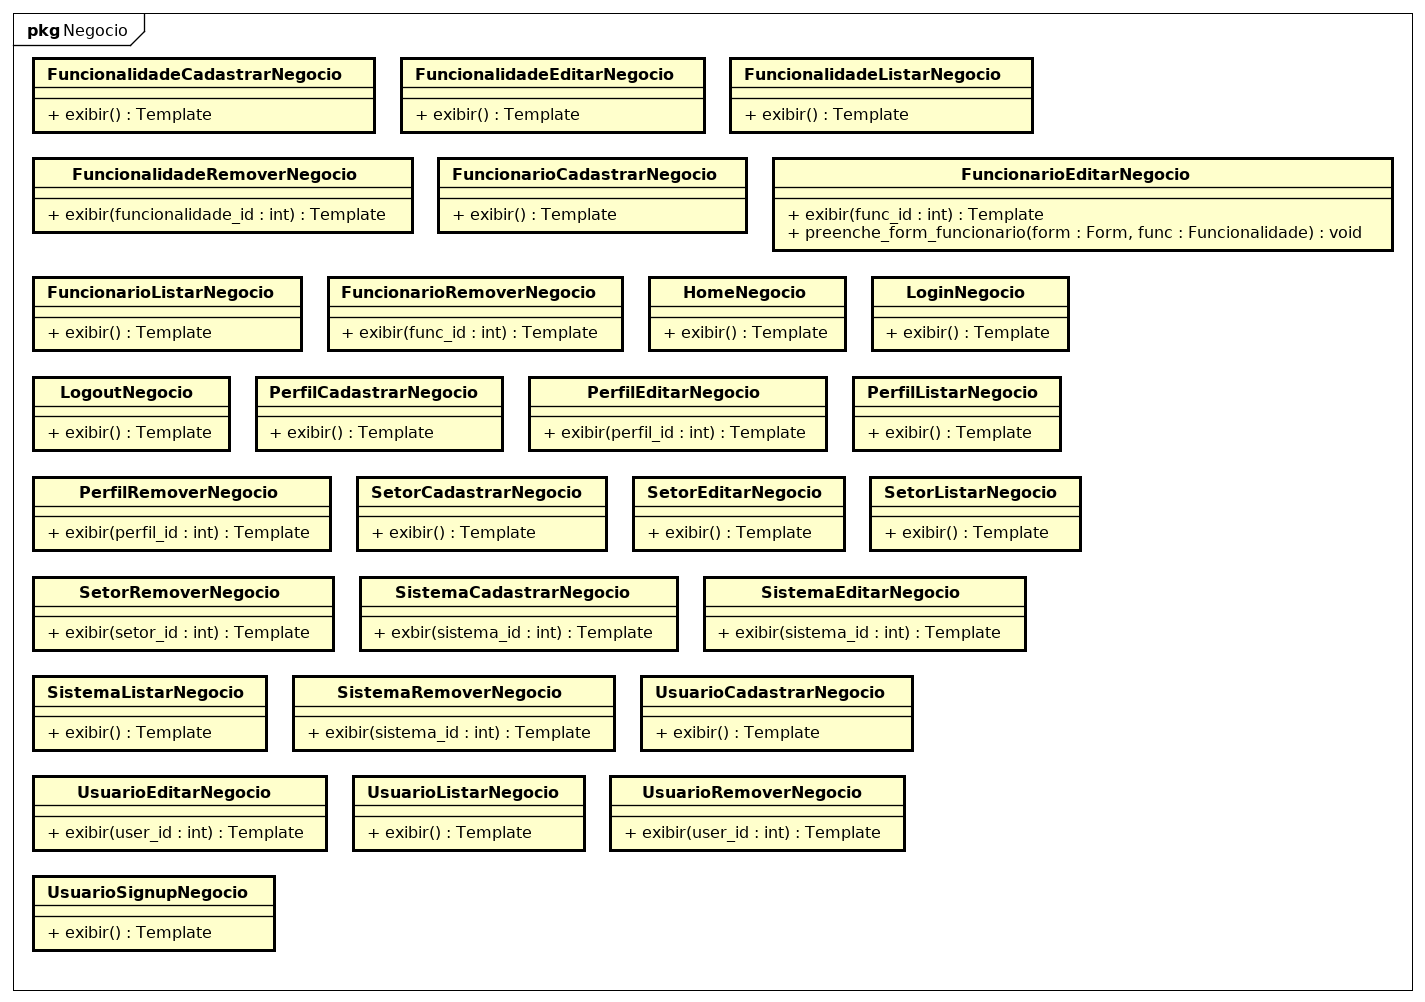 pkg Negocio
FuncionalidadeCadastrarNegocio
+ exibir() : Template
FuncionalidadeEditarNegocio
+ exibir() : Template
FuncionalidadeListarNegocio
+ exibir() : Template
FuncionalidadeRemoverNegocio
+ exibir(funcionalidade_id : int) : Template
FuncionarioCadastrarNegocio
+ exibir() : Template
FuncionarioEditarNegocio
+ exibir(func_id : int) : Template
+ preenche_form_funcionario(form : Form, func : Funcionalidade) : void
FuncionarioListarNegocio
+ exibir() : Template
FuncionarioRemoverNegocio
+ exibir(func_id : int) : Template
HomeNegocio
+ exibir() : Template
LoginNegocio
+ exibir() : Template
LogoutNegocio
+ exibir() : Template
PerfilCadastrarNegocio
+ exibir() : Template
PerfilEditarNegocio
+ exibir(perfil_id : int) : Template
PerfilListarNegocio
+ exibir() : Template
PerfilRemoverNegocio
+ exibir(perfil_id : int) : Template
SetorCadastrarNegocio
+ exibir() : Template
SetorEditarNegocio
+ exibir() : Template
SetorListarNegocio
+ exibir() : Template
SetorRemoverNegocio
+ exibir(setor_id : int) : Template
SistemaCadastrarNegocio
+ exbir(sistema_id : int) : Template
SistemaEditarNegocio
+ exibir(sistema_id : int) : Template
SistemaListarNegocio
+ exibir() : Template
SistemaRemoverNegocio
+ exibir(sistema_id : int) : Template
UsuarioCadastrarNegocio
+ exibir() : Template
UsuarioEditarNegocio
+ exibir(user_id : int) : Template
UsuarioListarNegocio
+ exibir() : Template
UsuarioRemoverNegocio
+ exibir(user_id : int) : Template
UsuarioSignupNegocio
+ exibir() : Template